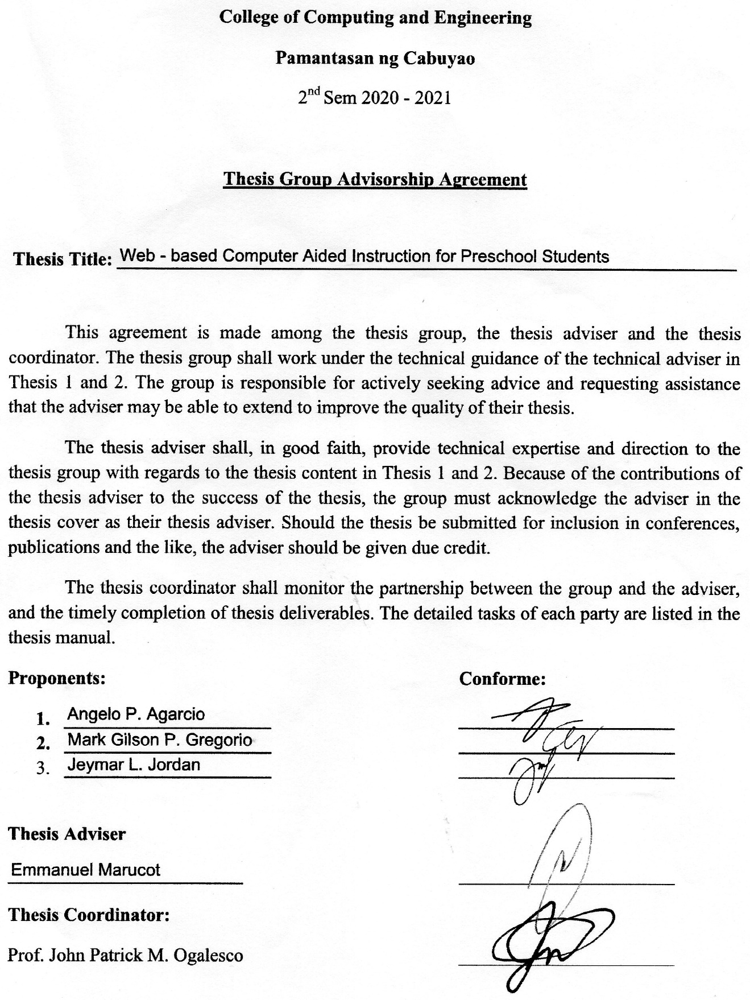 College of Computing and Engineering
Pamantasan ng Cabuyao
2nd Sem 2020 - 2021
Thesis Group Advisorship Agreement
Thesis Title: Web - based Computer Aided Instruction for Preschool Students
This agreement is made among the thesis group, the thesis adviser and the thesis
coordinator. The thesis group shall work under the technical guidance of the technical adviser in
Thesis 1 and 2. The group is responsible for actively seeking advice and requesting assistance
that the adviser may be able to extend to improve the quality of their thesis.
The thesis adviser shall, in good faith, provide technical expertise and direction to the
thesis group with regards to the thesis content in Thesis 1 and 2. Because of the contributions of
the thesis adviser to the success of the thesis, the group must acknowledge the adviser in the
thesis cover as their thesis adviser. Should the thesis be submitted for inclusion in conferences,
publications and the like, the adviser should be given due credit.
The thesis coordinator shall monitor the partnership between the group and the adviser,
and the timely completion of thesis deliverables. The detailed tasks of each party are listed in the
thesis manual.
Proponents: Conforme:
1. Angelo P. Agarcio
2. Mark Gilson P. Gregorio
3. Jeymar L. Jordan
Thesis Adviser
Emmanuel Marucot
Thesis Coordinator:
Prof. John Patrick M. Ogalesco